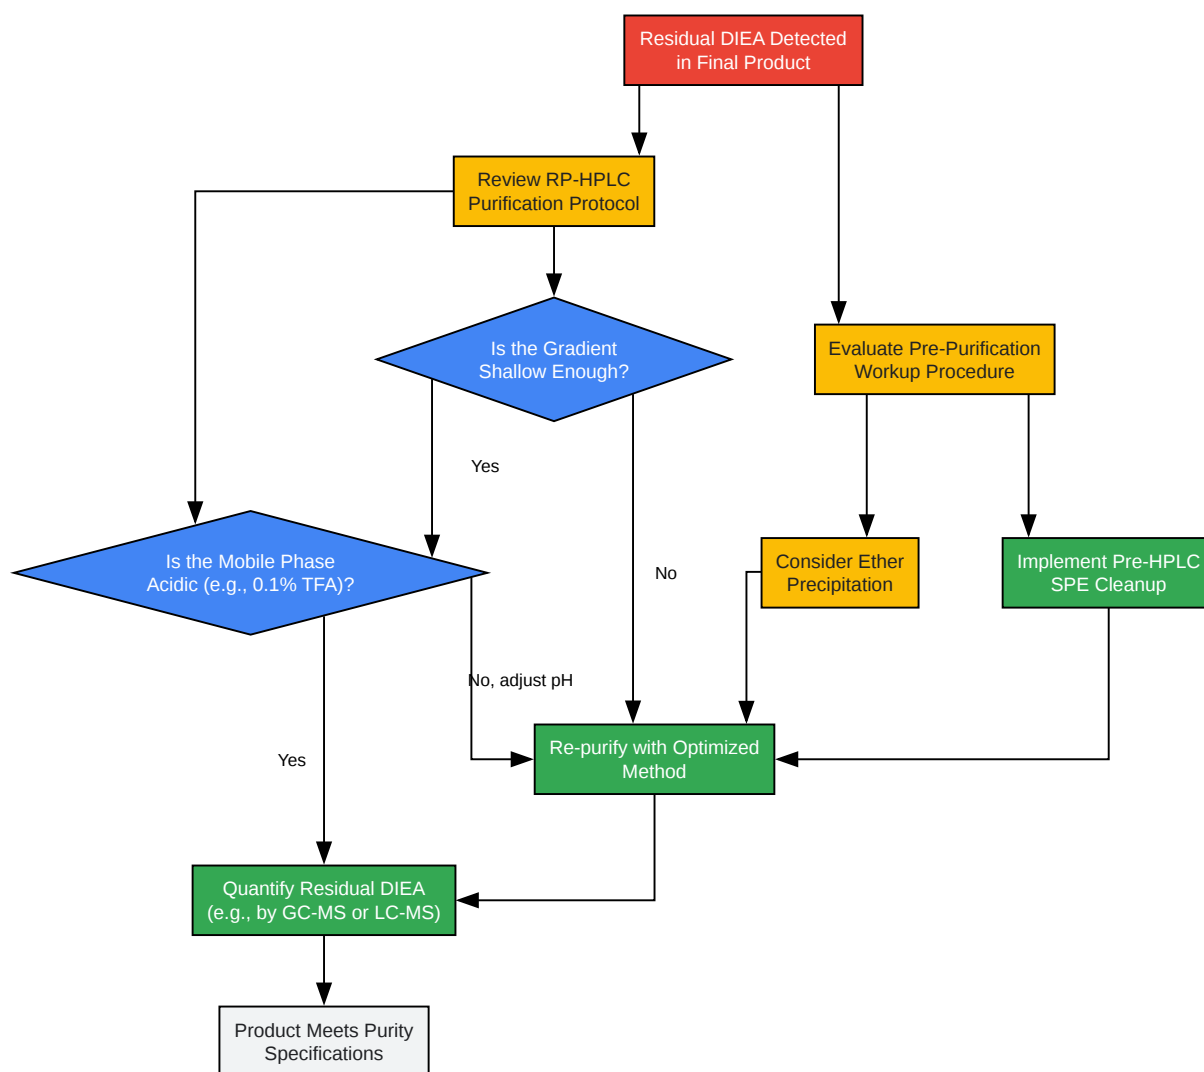 Residual DIEA Detected
in Final Product
Review RP-HPLC
Purification Protocol
Is the Gradient
Shallow Enough?
Evaluate Pre-Purification
Workup Procedure
Yes
No
Is the Mobile Phase
Acidic (e.g., 0.1% TFA)?
Consider Ether
Precipitation
Implement Pre-HPLC
SPE Cleanup
No, adjust pH
Yes
Re-purify with Optimized
Method
Quantify Residual DIEA
(e.g., by GC-MS or LC-MS)
Product Meets Purity
Specifications